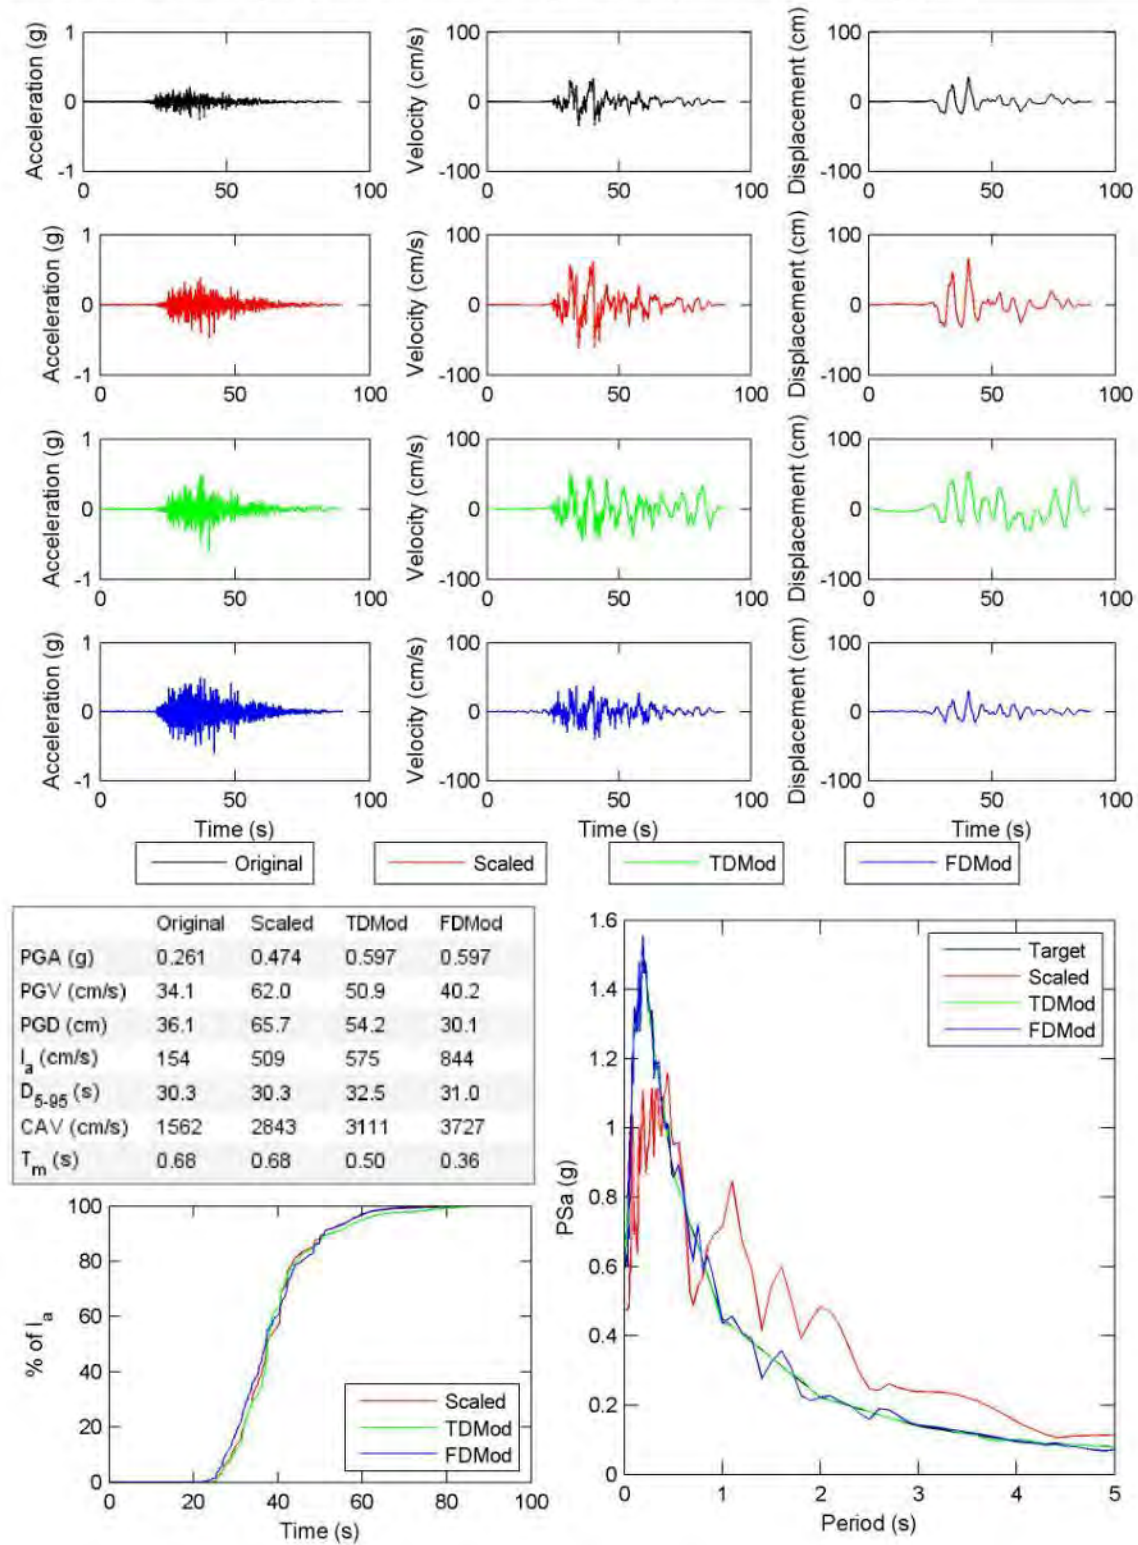 Acceleration (g)
1
0
-1
0 50 100
Velocity (cm/s)
100
0
-100
0 50 100
Displacement (cm)
100
0
-100
0 50 100
Acceleration (g)
1
0
-1
0 50 100
Velocity (cm/s)
100
0
-100
0 50 100
Displacement (cm)
100
0
-100
0 50 100
Acceleration (g)
1
0
-1
0 50 100
Velocity (cm/s)
100
0
-100
0 50 100
Displacement (cm)
100
0
-100
0 50 100
Acceleration (g)
1
0
-1
0 50 100
Time (s)
Velocity (cm/s)
100
0
-100
0 50 100
Time (s)
Displacement (cm)
100
0
-100
0 50 100
Time (s)
Original
Scaled
TDMod
FDMod
Original Scaled TDMod FDMod
PGA (g) 0.261 0.474 0.597 0.597
PGV (cm/s) 34.1 62.0 50.9 40.2
PGD (cm) 36.1 65.7 54.2 30.1
Ia (cm/s) 154 509 575 844
D5-95 (s) 30.3 30.3 32.5 31.0
CAV (cm/s) 1562 2843 3111 3727
Tm (s) 0.68 0.68 0.50 0.36
% of Ia
100
80
60
40
20
0
0 20 40 60 80 100
Time (s)
Scaled
TDMod
FDMod
PSa (g)
1.6
1.4
1.2
1
0.8
0.6
0.4
0.2
0
0 1 2 3 4 5
Period (s)
Target
Scaled
TDMod
FDMod